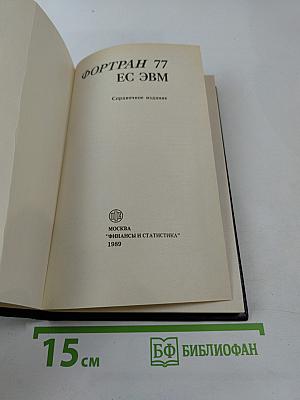 ФОРТРАН 77
ЕС ЭВМ
Справочное издание
МОСКВА
"ФИНАНСЫ И СТАТИСТИКА"
1989
15 см
БФ БИБЛИОФАН